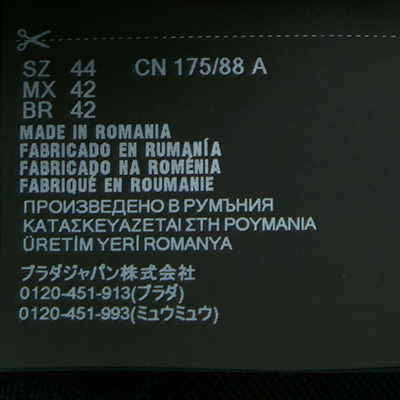 SZ 44 CN 175/88 A
MX 42
BR 42
MADE IN ROMANIA
FABRICADO EN RUMANÍA
FABRICADO NA ROMÉNIA
FABRIQUÉ EN ROUMANIE
ПРОИЗВЕДЕНО В РУМЪНИЯ
ΚΑΤΑΣΚΕΥΑΖΕΤΑΙ ΣΤΗ ΡΟΥΜΑΝΙΑ
ÜRETİM YERİ ROMANYA
プラダジャパン株式会社
0120-451-913(プラダ)
0120-451-993(ミュウミュウ)